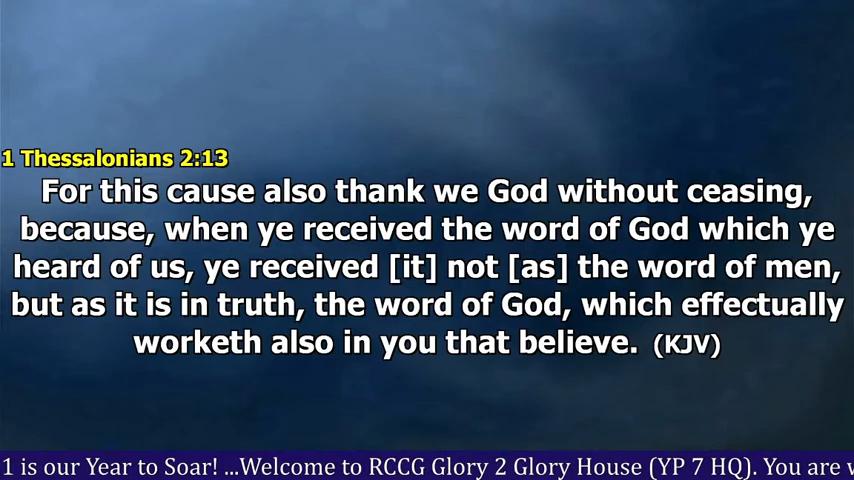 1 Thessalonians 2:13
For this cause also thank we God without ceasing,
because, when ye received the word of God which ye
heard of us, ye received [it] not [as] the word of men,
but as it is in truth, the word of God, which effectually
worketh also in you that believe. (KJV)
1 is our Year to Soar! ...Welcome to RCCG Glory 2 Glory House (YP 7 HQ). You are